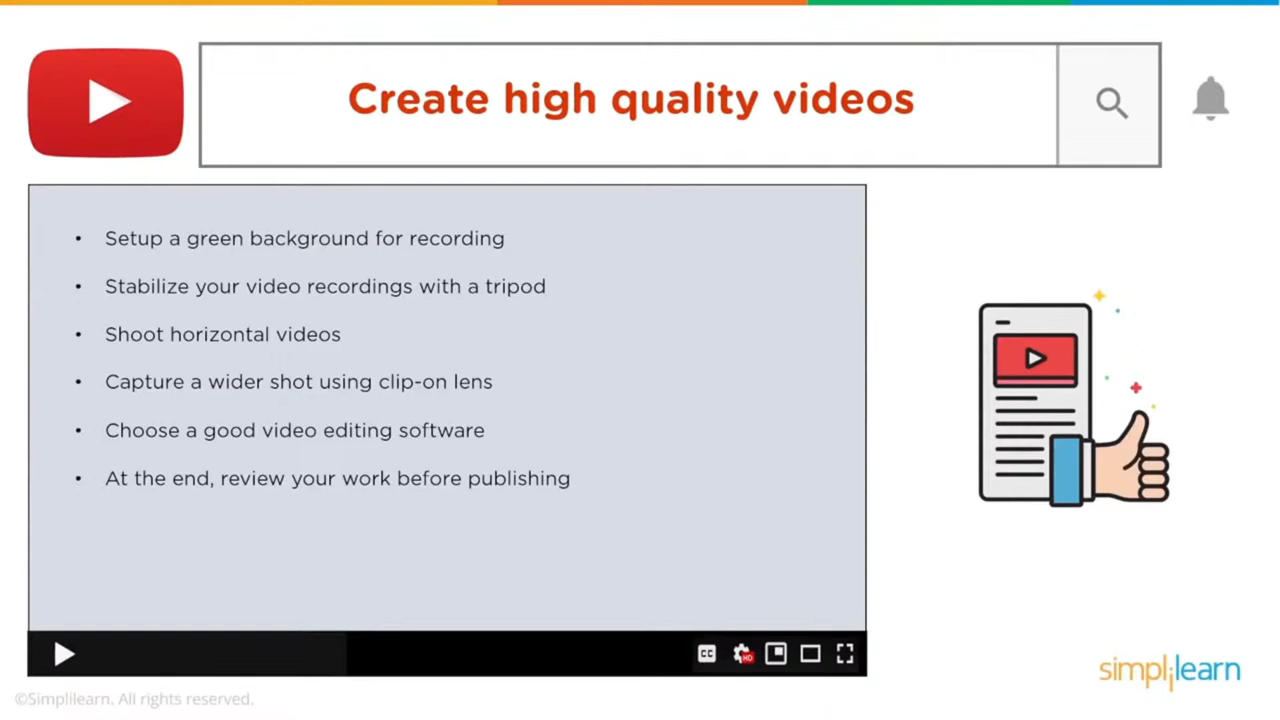 Create high quality videos
• Setup a green background for recording
• Stabilize your video recordings with a tripod
• Shoot horizontal videos
• Capture a wider shot using clip-on lens
• Choose a good video editing software
• At the end, review your work before publishing
CC
HD
simplilearn
©Simplilearn. All rights reserved.